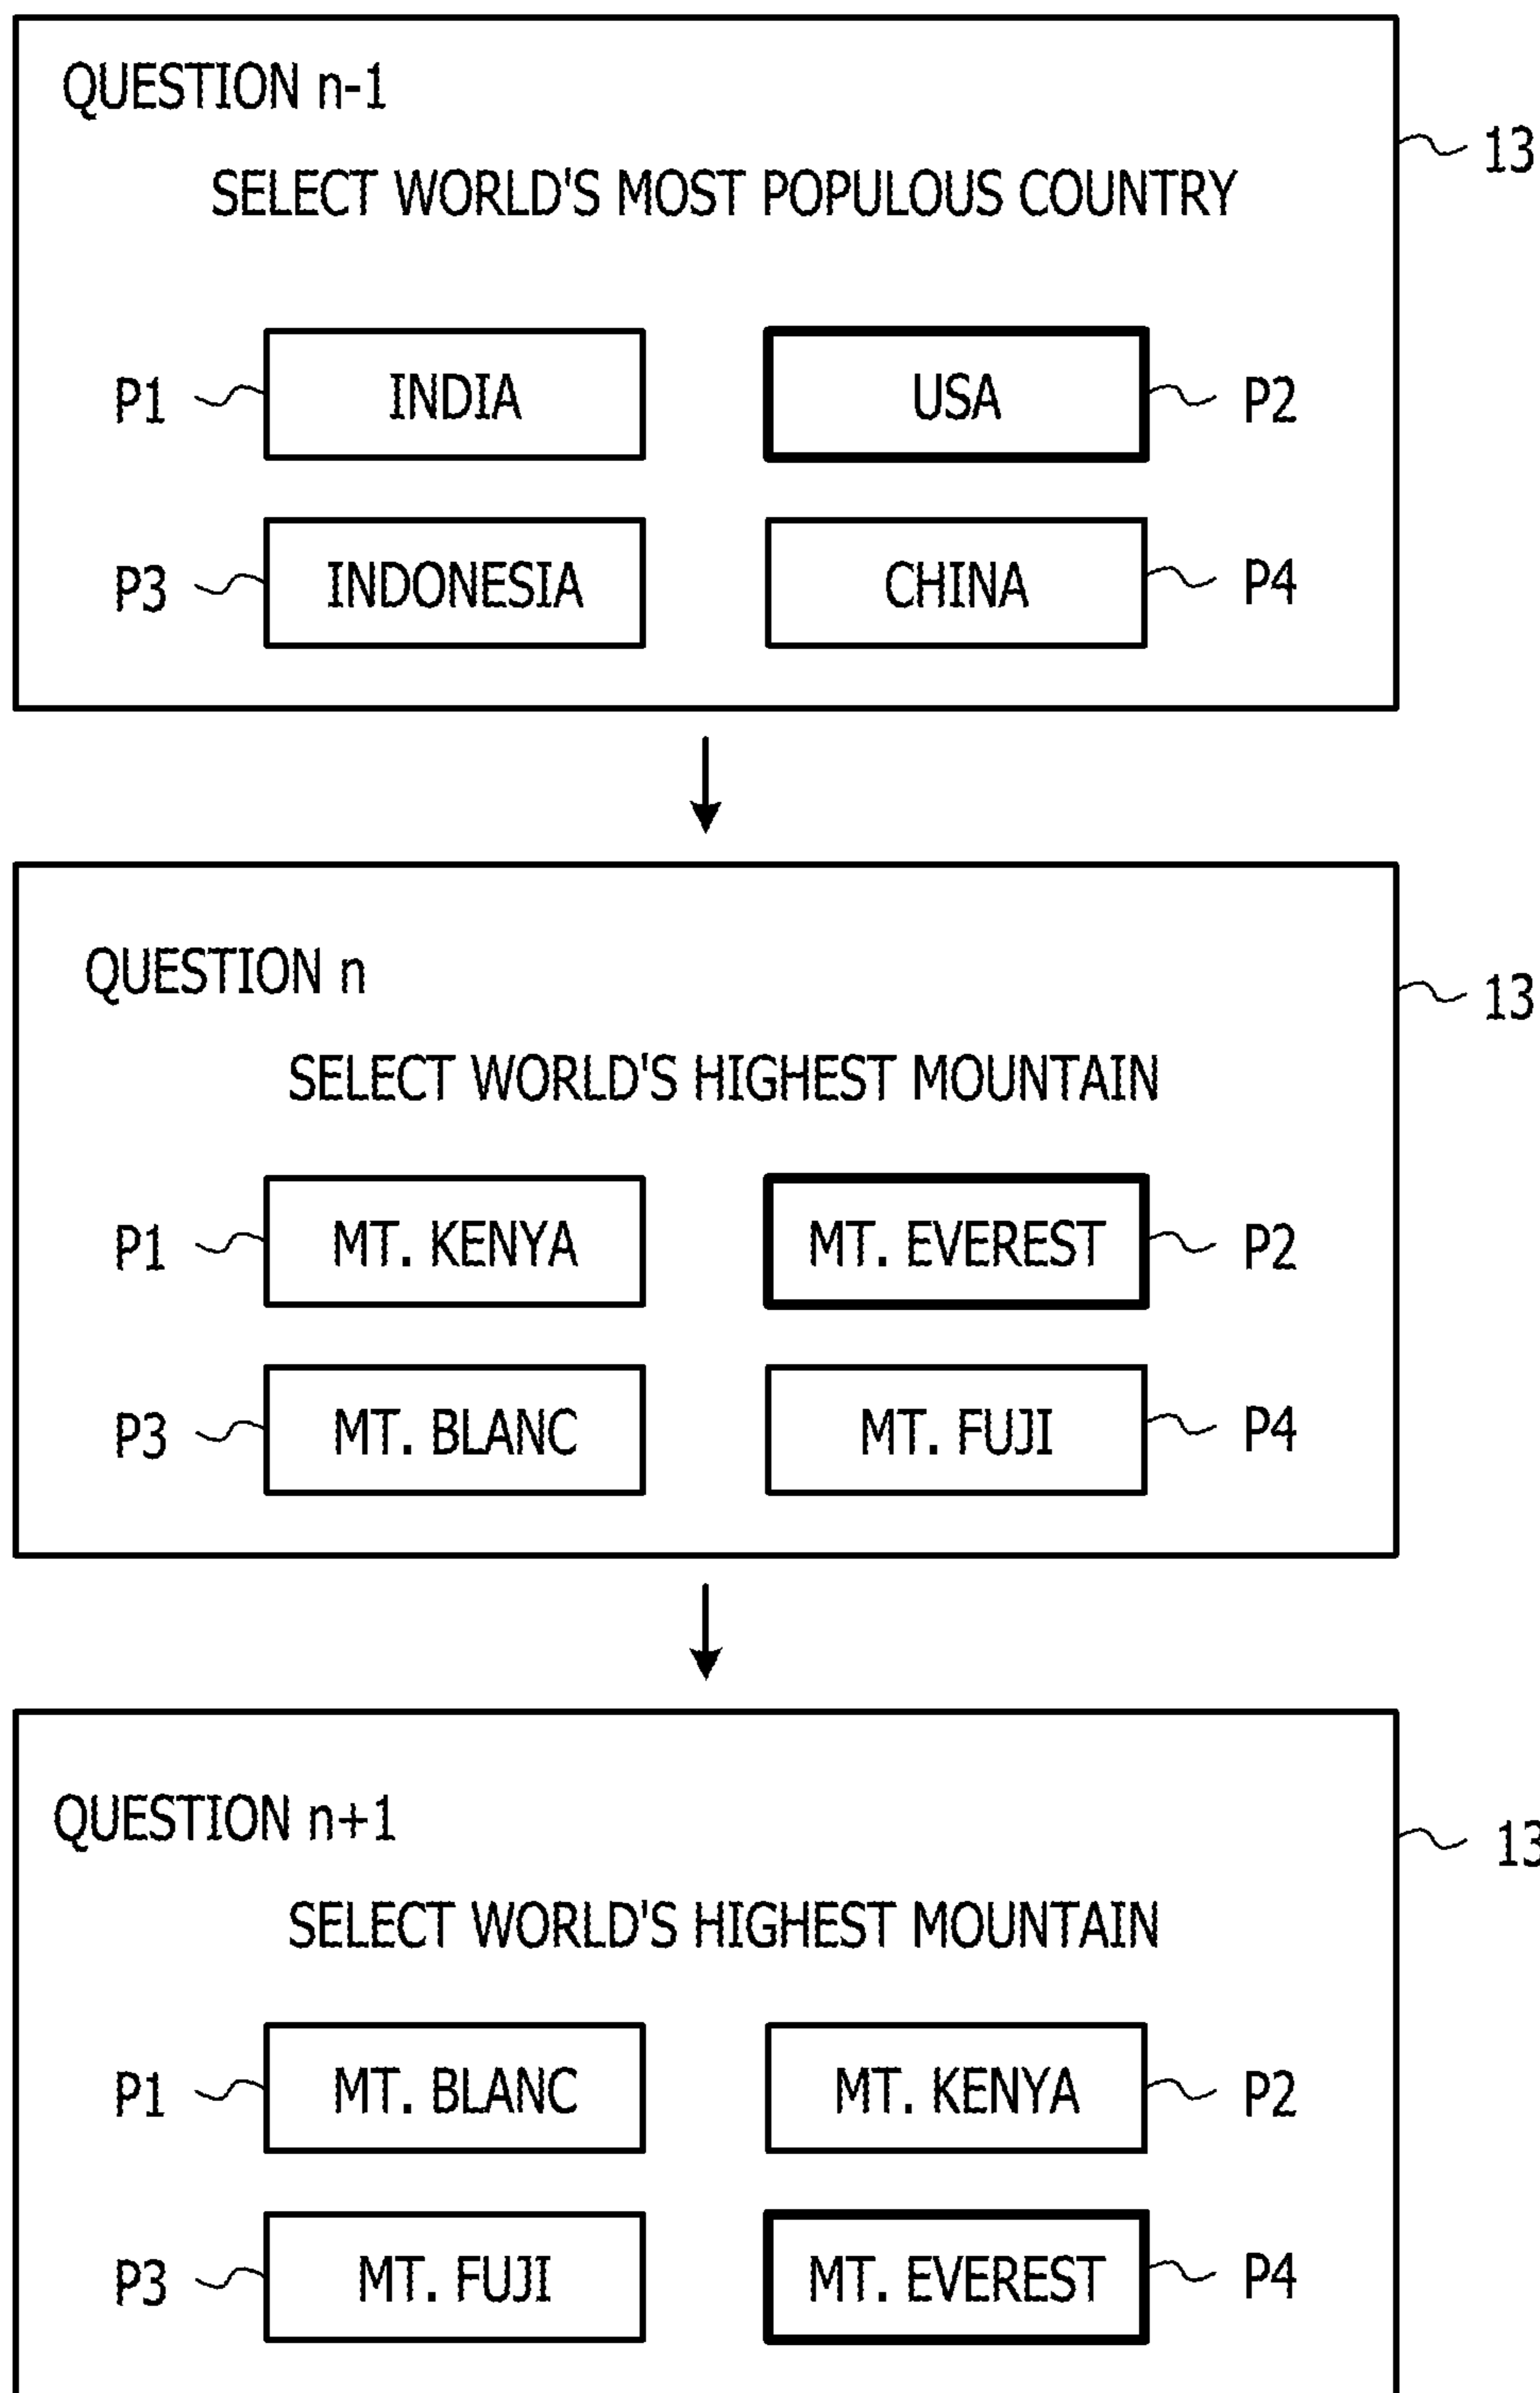 QUESTION n-1
13
SELECT WORLD'S MOST POPULOUS COUNTRY
P1 INDIA USA P2
P3 INDONESIA CHINA P4
QUESTION n
13
SELECT WORLD'S HIGHEST MOUNTAIN
P1 MT. KENYA MT. EVEREST P2
P3 MT. BLANC MT. FUJI P4
QUESTION n+1
13
SELECT WORLD'S HIGHEST MOUNTAIN
P1 MT. BLANC MT. KENYA P2
P3 MT. FUJI MT. EVEREST P4